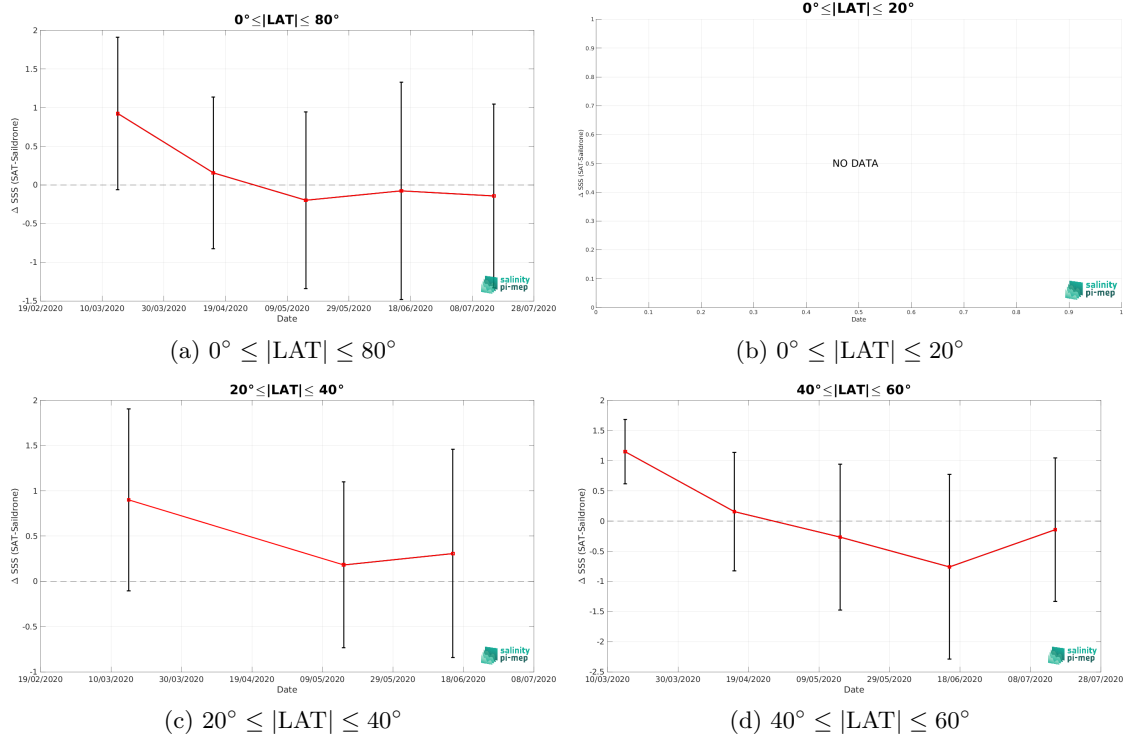 0°≤|LAT|≤ 80°
2
1.5
1
0.5
0
-0.5
-1
-1.5
Δ SSS (SAT-Saildrone)
19/02/2020 10/03/2020 30/03/2020 19/04/2020 09/05/2020 29/05/2020 18/06/2020 08/07/2020 28/07/2020
Date
salinity
pi-mep
(a) 0° ≤ |LAT| ≤ 80°
0°≤|LAT|≤ 20°
1
0.9
0.8
0.7
0.6
0.5
0.4
0.3
0.2
0.1
0
Δ SSS (SAT-Saildrone)
NO DATA
0 0.1 0.2 0.3 0.4 0.5 0.6 0.7 0.8 0.9 1
Date
salinity
pi-mep
(b) 0° ≤ |LAT| ≤ 20°
20°≤|LAT|≤ 40°
2
1.5
1
0.5
0
-0.5
-1
Δ SSS (SAT-Saildrone)
19/02/2020 10/03/2020 30/03/2020 19/04/2020 09/05/2020 29/05/2020 18/06/2020 08/07/2020
Date
salinity
pi-mep
(c) 20° ≤ |LAT| ≤ 40°
40°≤|LAT|≤ 60°
2
1.5
1
0.5
0
-0.5
-1
-1.5
-2
-2.5
Δ SSS (SAT-Saildrone)
10/03/2020 30/03/2020 19/04/2020 09/05/2020 29/05/2020 18/06/2020 08/07/2020 28/07/2020
Date
salinity
pi-mep
(d) 40° ≤ |LAT| ≤ 60°